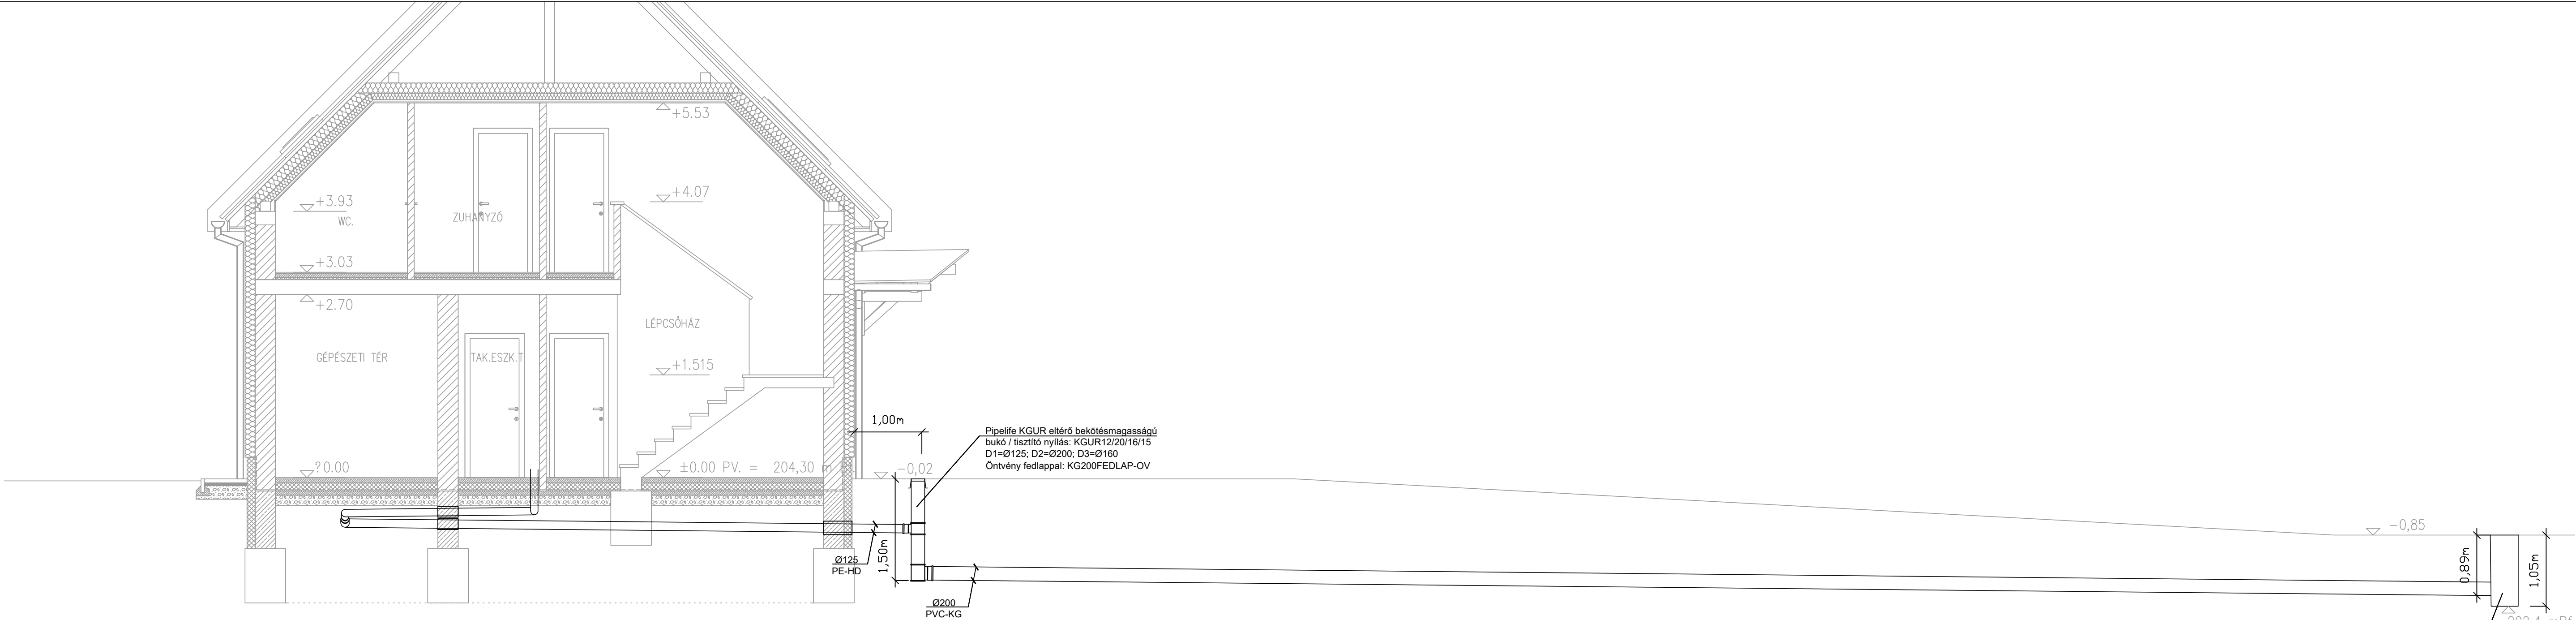 +5.53
+3.93
WC.
ZUHANYZÓ
+4.07
+3.03
+2.70
LÉPCSŐHÁZ
GÉPÉSZETI TÉR
TAK.ESZK.T
+1.515
1,00m
Pipelife KGUR eltérő bekötésmagasságú
bukó / tisztító nyílás: KGUR12/20/16/15
D1=Ø125; D2=Ø200; D3=Ø160
Öntvény fedlappal: KG200FEDLAP-OV
?0.00
±0.00 PV. = 204,30 m
-0,02
-0,85
1,50m
Ø125
PE-HD
0,89m
1,05m
Ø200
PVC-KG